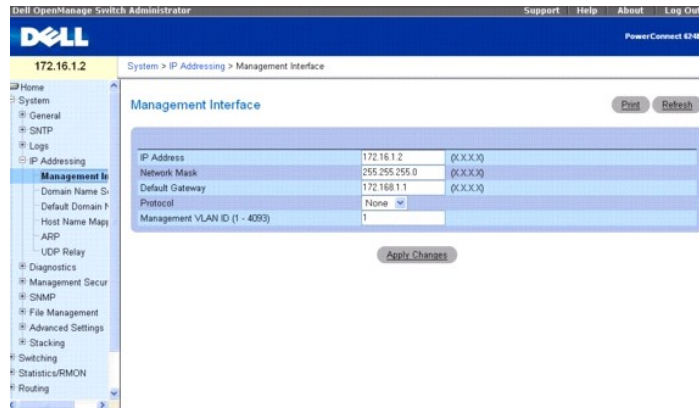 Dell OpenManage Switch Administrator Support Help About Log Out
DELL
PowerConnect 6248
172.16.1.2
System > IP Addressing > Management Interface
Home
System
General
SNTP
Logs
IP Addressing
Management In
Domain Name S
Default Domain N
Host Name Mapp
ARP
UDP Relay
Diagnostics
Management Secur
SNMP
File Management
Advanced Settings
Stacking
Switching
Statistics/RMON
Routing
Management Interface
Print Refresh
IP Address 172.16.1.2 (X.X.X.X)
Network Mask 255.255.255.0 (X.X.X.X)
Default Gateway 172.168.1.1 (X.X.X.X)
Protocol None
Management VLAN ID (1 - 4093) 1
Apply Changes